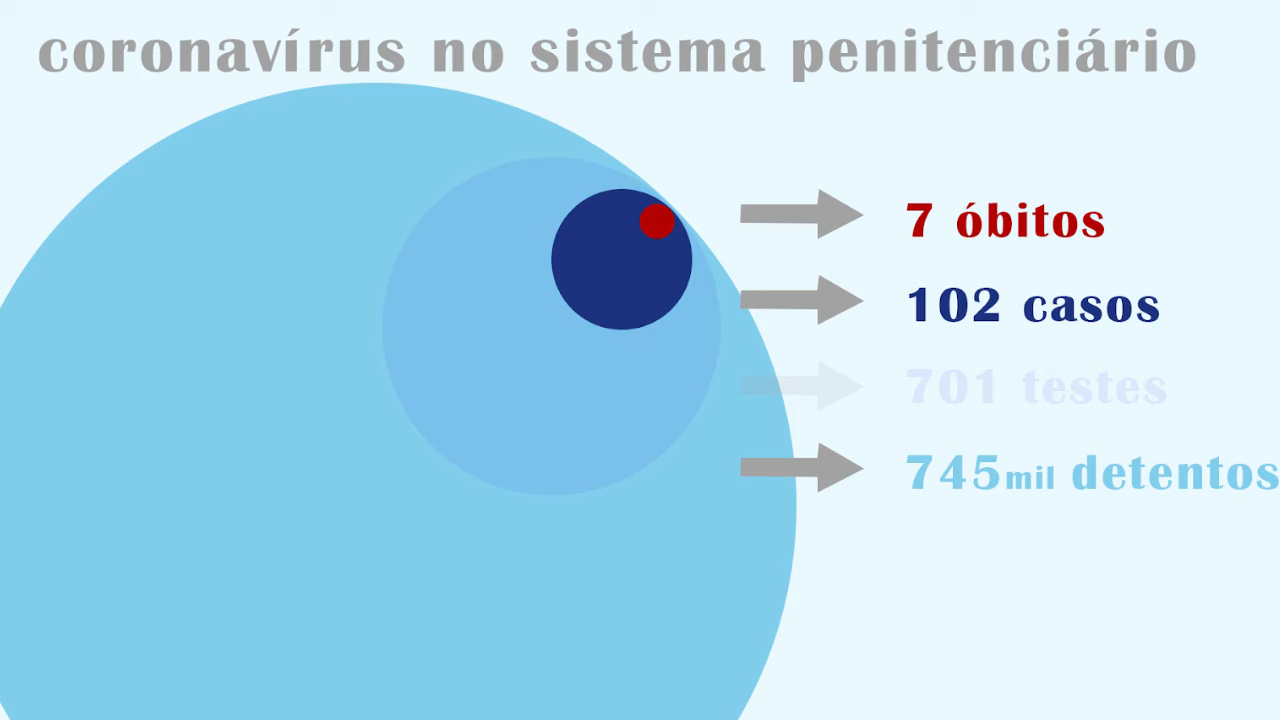 coronavírus no sistema penitenciário
7 óbitos
102 casos
701 testes
745mil detentos